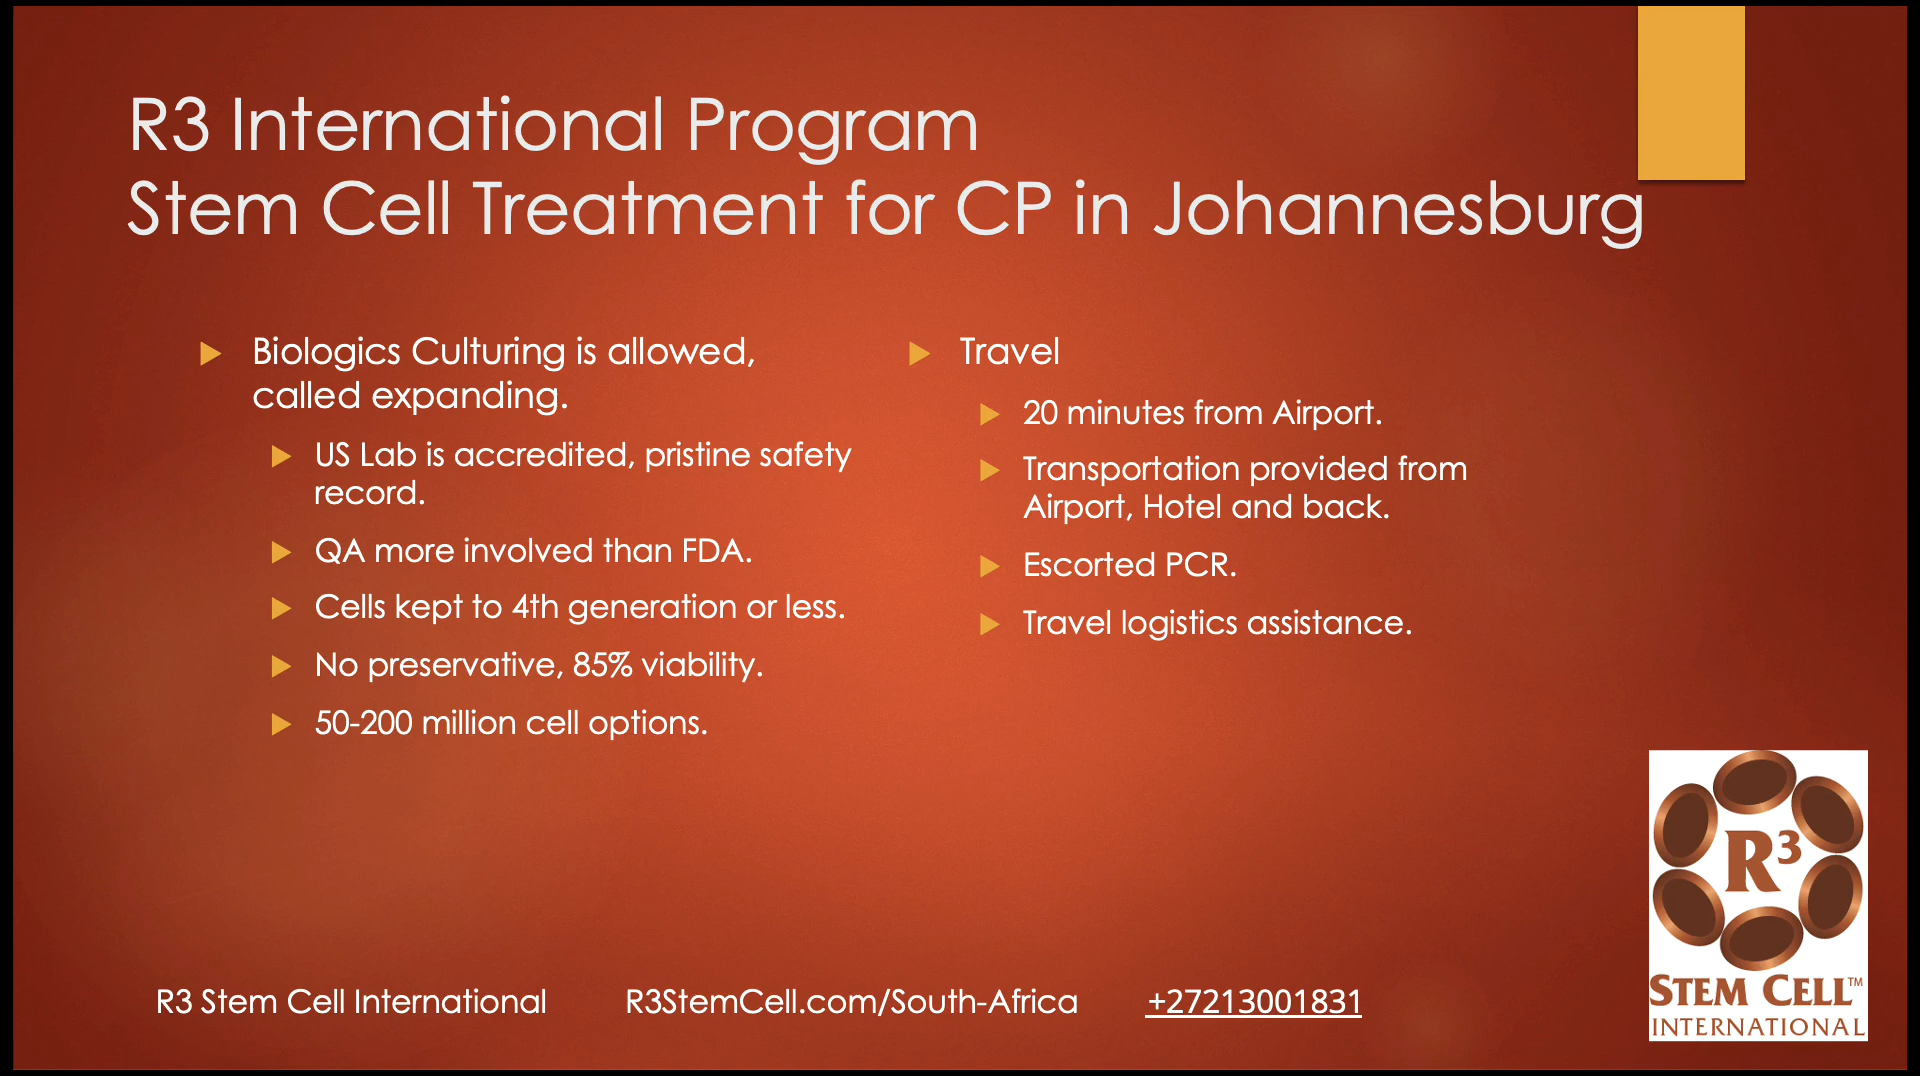 R3 International Program
Stem Cell Treatment for CP in Johannesburg
Biologics Culturing is allowed,
called expanding.
US Lab is accredited, pristine safety
record.
QA more involved than FDA.
Cells kept to 4th generation or less.
No preservative, 85% viability.
50-200 million cell options.
Travel
20 minutes from Airport.
Transportation provided from
Airport, Hotel and back.
Escorted PCR.
Travel logistics assistance.
R3 Stem Cell International
R3StemCell.com/South-Africa
+27213001831
R³
STEM CELL™
INTERNATIONAL